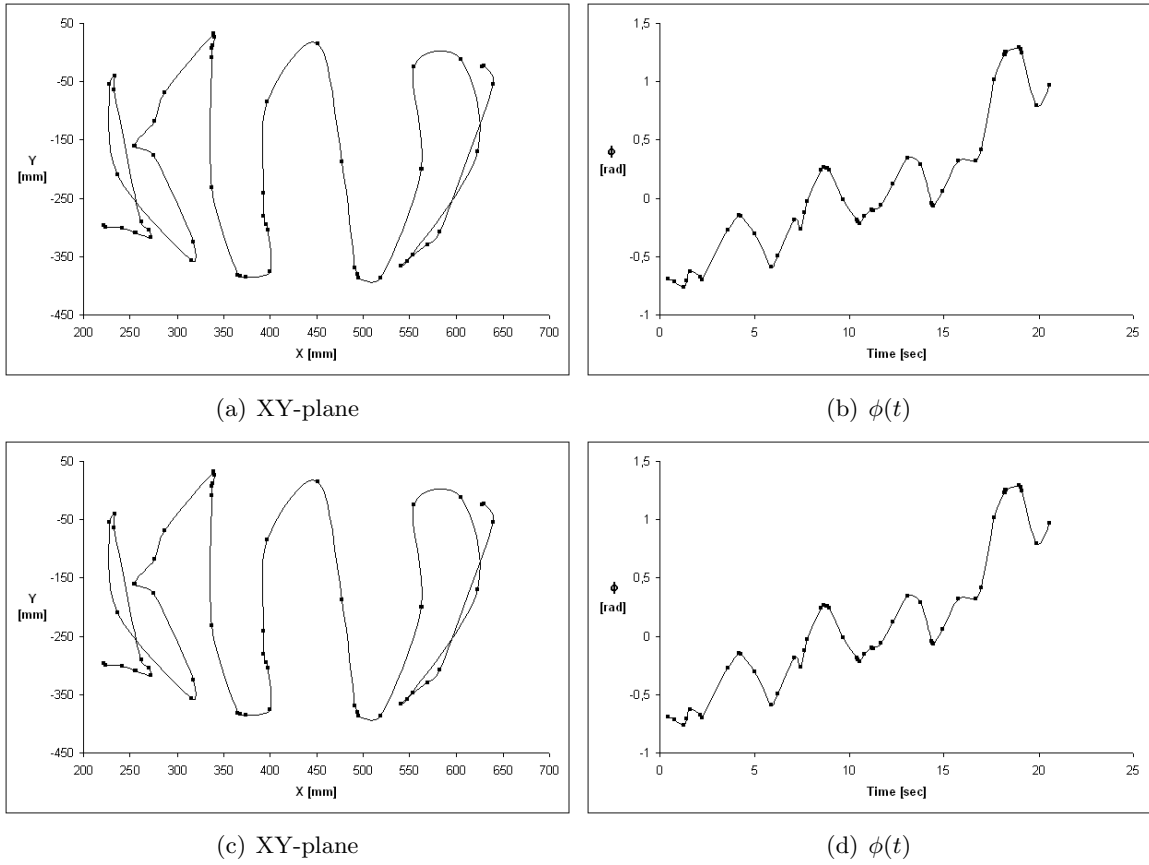 50
-50
-150
-250
-350
-450
Y
[mm]
200 250 300 350 400 450 500 550 600 650 700
X [mm]
(a) XY-plane
1,5
1
0,5
0
-0,5
-1
ϕ
[rad]
0 5 10 15 20 25
Time [sec]
(b) ϕ(t)
50
-50
-150
-250
-350
-450
Y
[mm]
200 250 300 350 400 450 500 550 600 650 700
X [mm]
(c) XY-plane
1,5
1
0,5
0
-0,5
-1
ϕ
[rad]
0 5 10 15 20 25
Time [sec]
(d) ϕ(t)